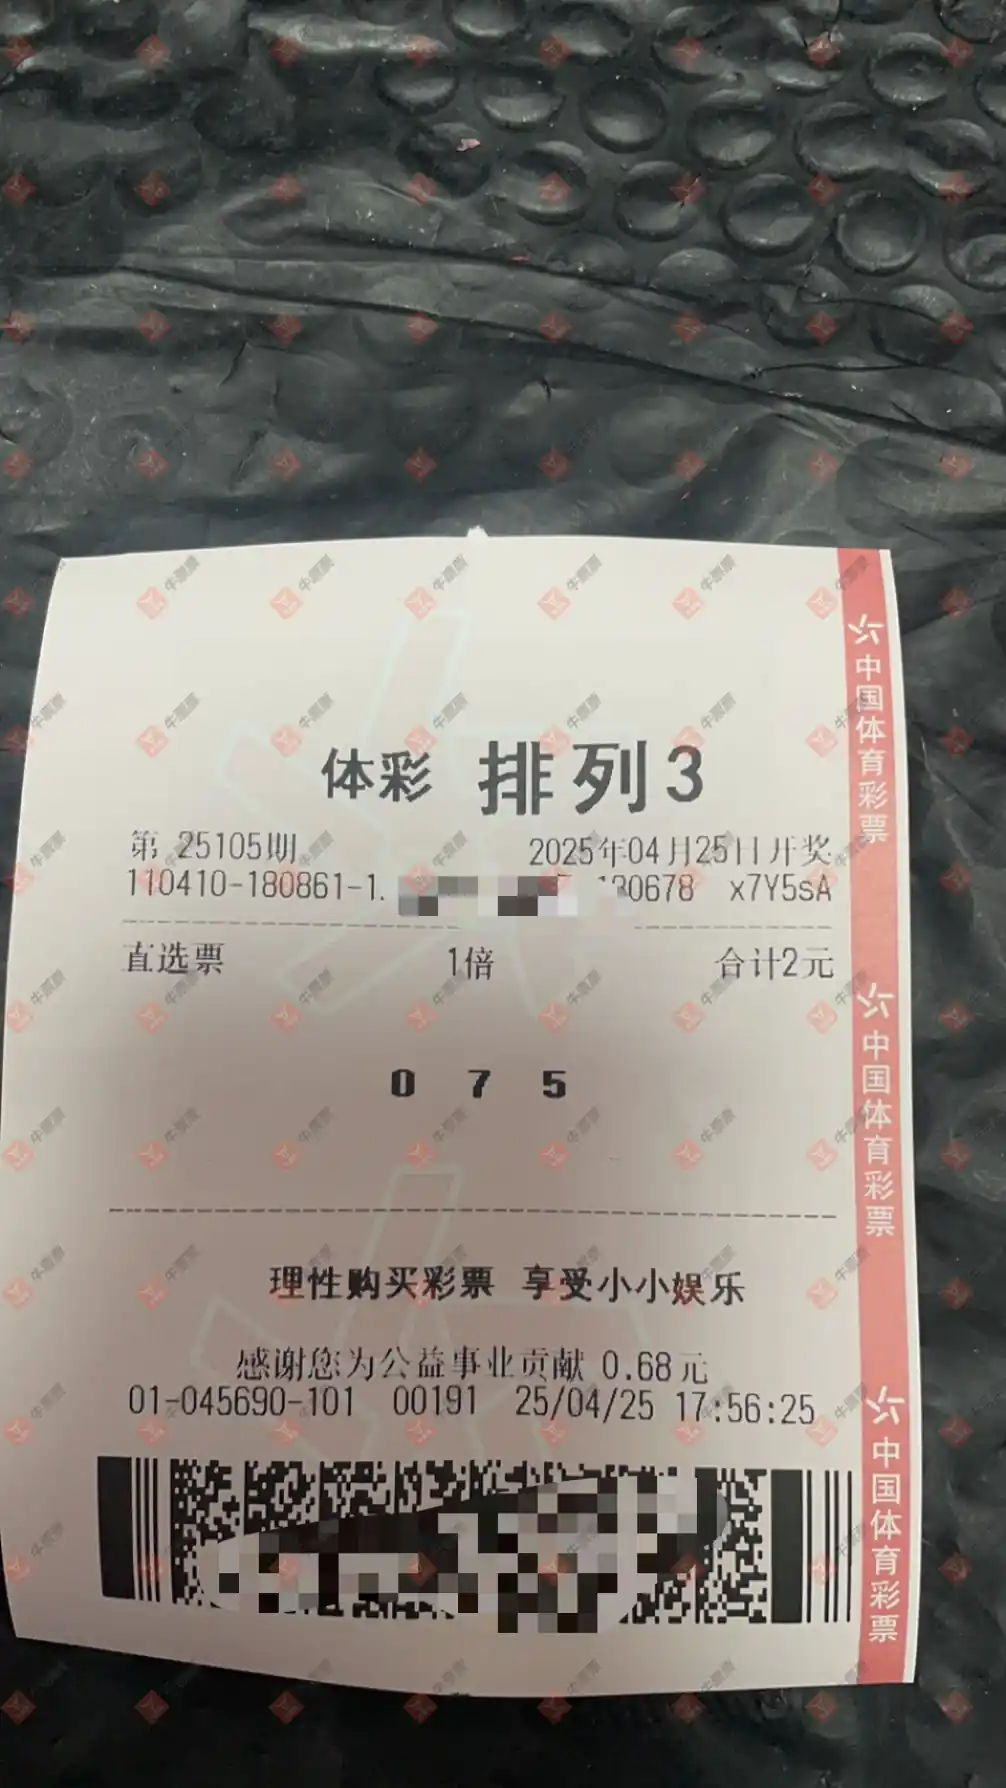 体彩 排列3
第 25105期 2025年04月25日开奖
110410-180861-1. 130678 x7Y5sA
直选票 1倍 合计2元
0 7 5
理性购买彩票 享受小小娱乐
感谢您为公益事业贡献 0.68元
01-045690-101 00191 25/04/25 17:56:25
中国体育彩票
中国体育彩票
中国体育彩票